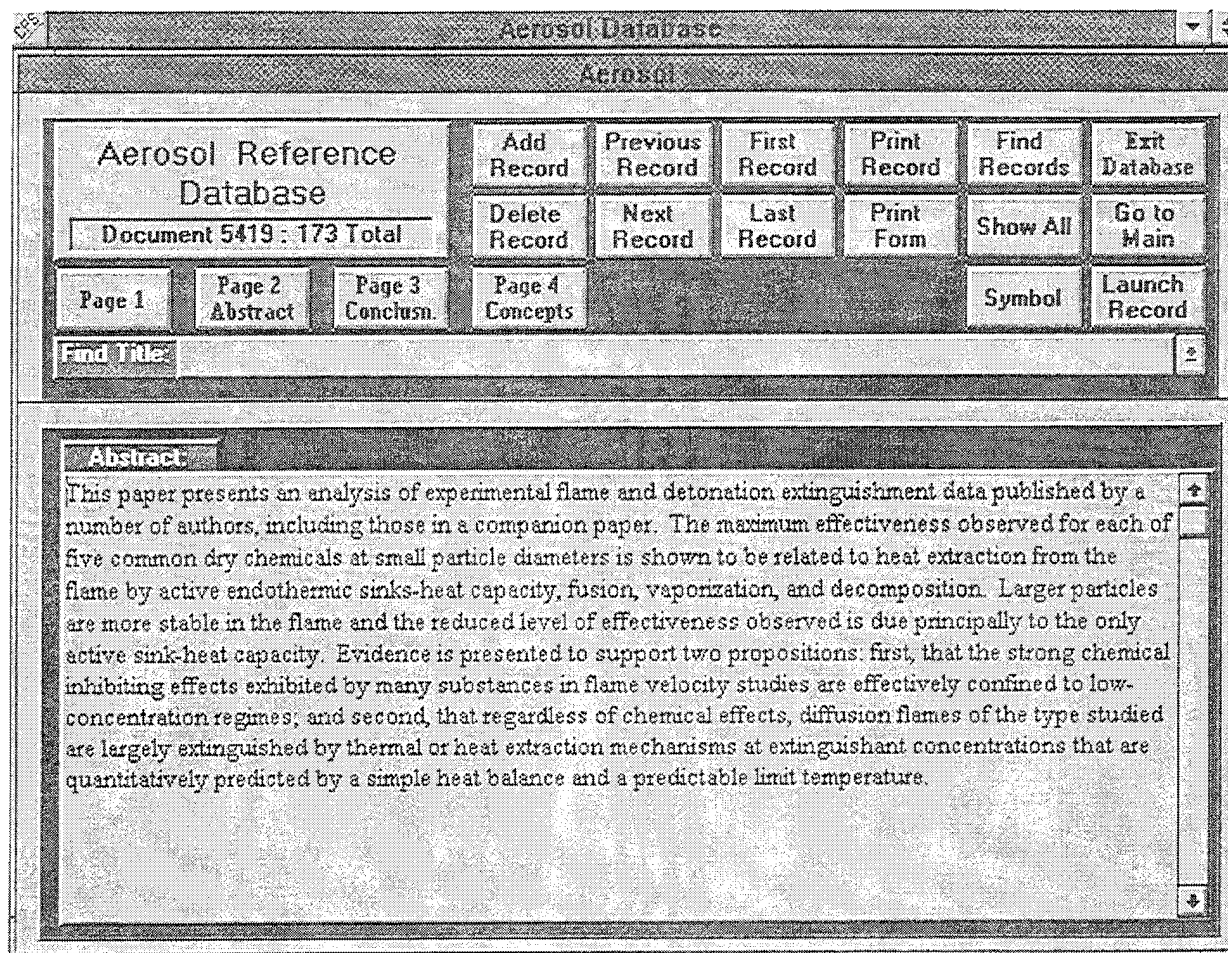 CFS
Aerosol Database
Aerosol
Aerosol Reference
Database
Document 5419 : 173 Total
Add
Record
Previous
Record
First
Record
Print
Record
Find
Records
Exit
Database
Delete
Record
Next
Record
Last
Record
Print
Form
Show All
Go to
Main
Page 1
Page 2
Abstract
Page 3
Conclusn.
Page 4
Concepts
Symbol
Launch
Record
Find Title:
Abstract:
This paper presents an analysis of experimental flame and detonation extinguishment data published by a
number of authors, including those in a companion paper. The maximum effectiveness observed for each of
five common dry chemicals at small particle diameters is shown to be related to heat extraction from the
flame by active endothermic sinks-heat capacity, fusion, vaporization, and decomposition. Larger particles
are more stable in the flame and the reduced level of effectiveness observed is due principally to the only
active sink-heat capacity. Evidence is presented to support two propositions: first, that the strong chemical
inhibiting effects exhibited by many substances in flame velocity studies are effectively confined to low-
concentration regimes; and second, that regardless of chemical effects, diffusion flames of the type studied
are largely extinguished by thermal or heat extraction mechanisms at extinguishant concentrations that are
quantitatively predicted by a simple heat balance and a predictable limit temperature.